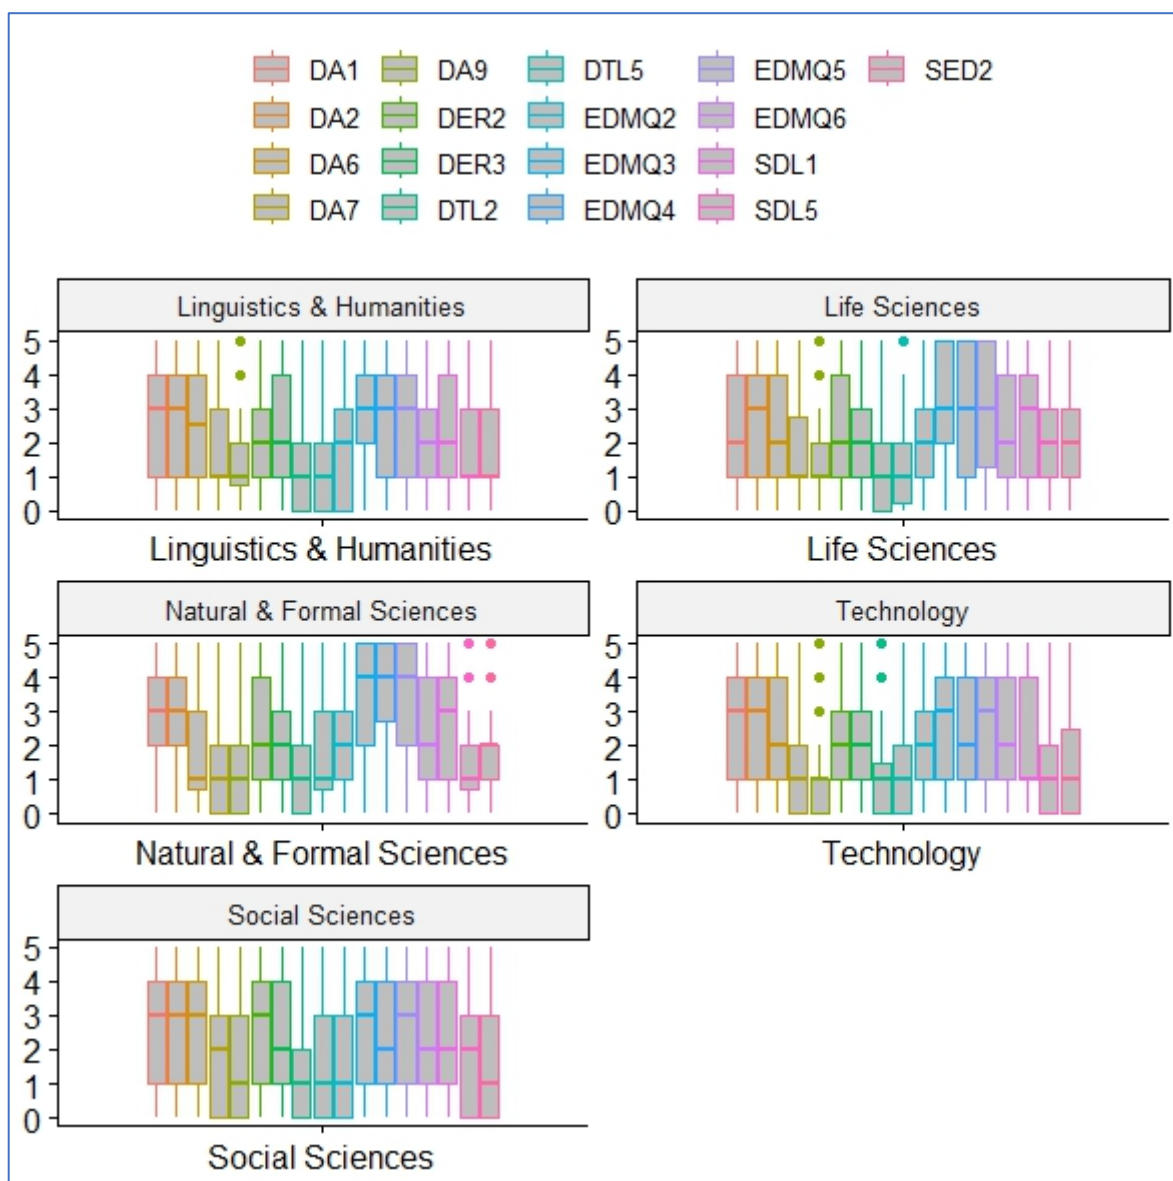 DA1 DA9 DTL5 EDMQ5 SED2
DA2 DER2 EDMQ2 EDMQ6
DA6 DER3 EDMQ3 SDL1
DA7 DTL2 EDMQ4 SDL5
Linguistics & Humanities
5
4
3
2
1
0
Linguistics & Humanities
Life Sciences
5
4
3
2
1
0
Life Sciences
Natural & Formal Sciences
5
4
3
2
1
0
Natural & Formal Sciences
Technology
5
4
3
2
1
0
Technology
Social Sciences
5
4
3
2
1
0
Social Sciences